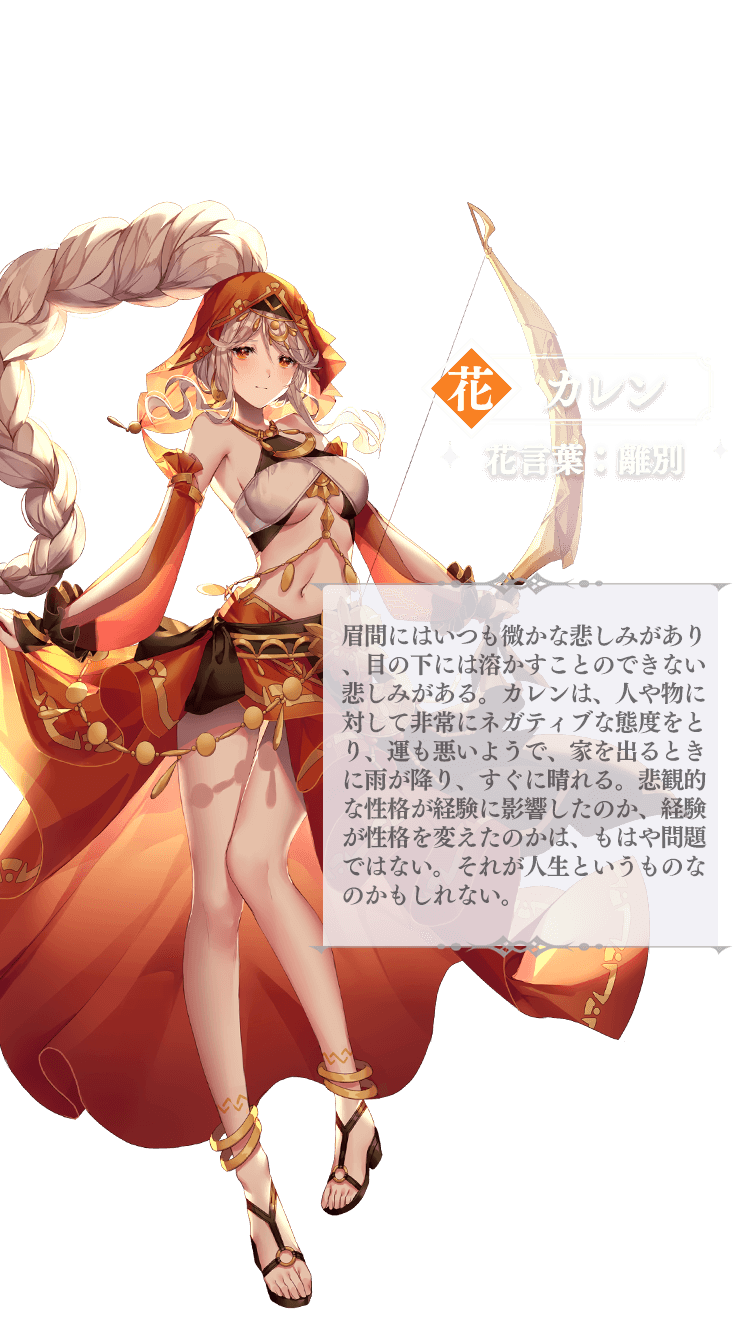 花 カレン
花言葉：離別
眉間にはいつも微かな悲しみがあり
、目の下には溶かすことのできない
悲しみがある。カレンは、人や物に
対して非常にネガティブな態度をと
り、運も悪いようで、家を出るとき
に雨が降り、すぐに晴れる。悲観的
な性格が経験に影響したのか、経験
が性格を変えたのかは、もはや問題
ではない。それが人生というものな
のかもしれない。